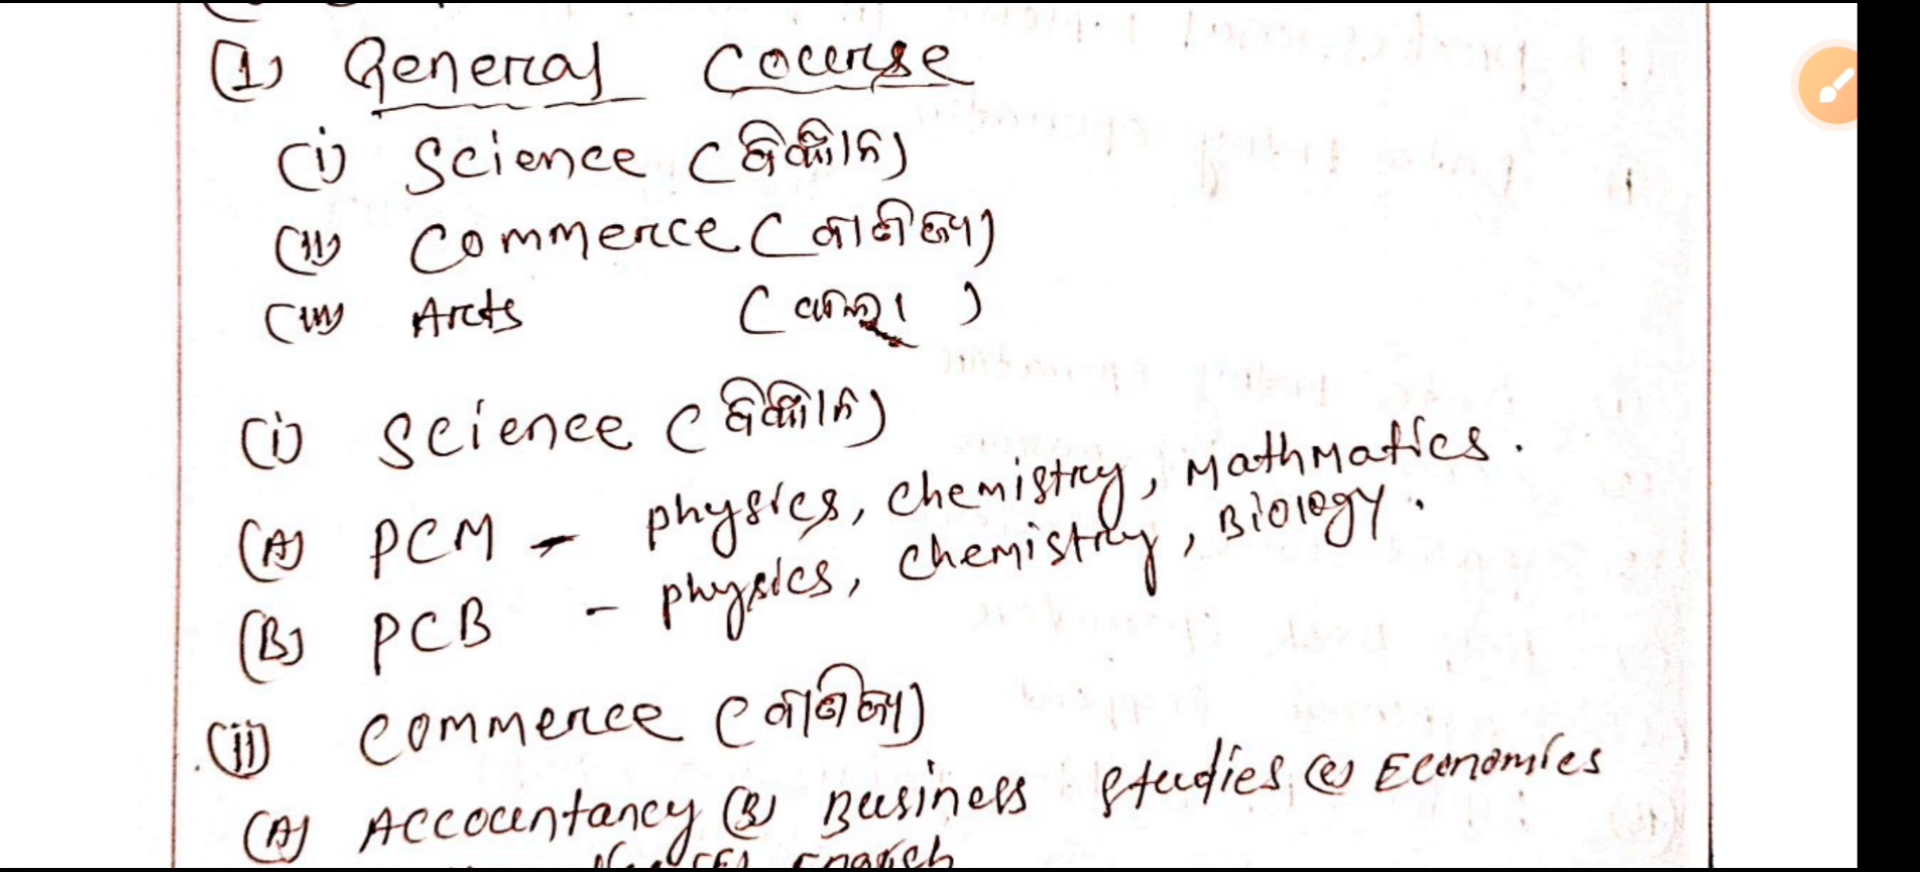 (1) General Course
(i) Science (ବିଜ୍ଞାନ)
(ii) Commerce (ବାଣିଜ୍ୟ)
(iii) Arts (କଳା)
(i) Science (ବିଜ୍ଞାନ)
(A) PCM - physics, chemistry, Mathmatics.
(B) PCB - physics, chemistry, Biology.
(ii) Commerce (ବାଣିଜ୍ୟ)
(A) Accountancy (B) Business Studies (C) Economics